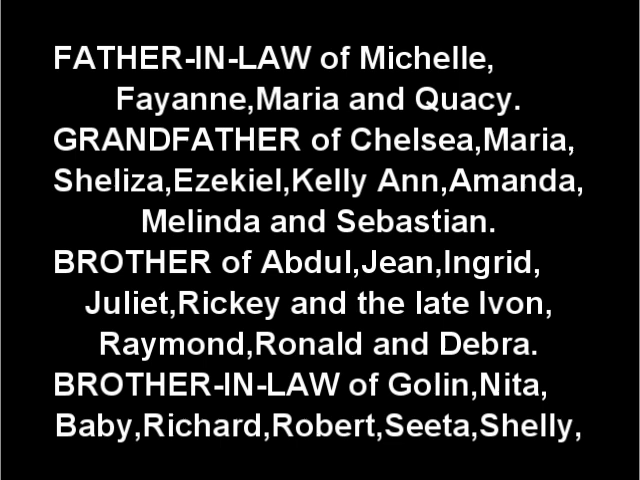 FATHER-IN-LAW of Michelle,
Fayanne,Maria and Quacy.
GRANDFATHER of Chelsea,Maria,
Sheliza,Ezekiel,Kelly Ann,Amanda,
Melinda and Sebastian.
BROTHER of Abdul,Jean,Ingrid,
Juliet,Rickey and the late Ivon,
Raymond,Ronald and Debra.
BROTHER-IN-LAW of Golin,Nita,
Baby,Richard,Robert,Seeta,Shelly,